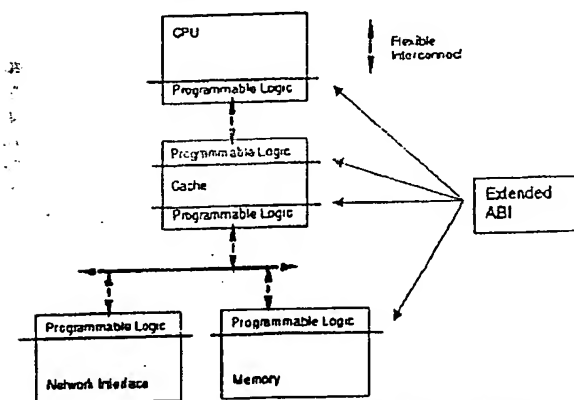 CPU
Flexible
Interconnect
Programmable Logic
Programmable Logic
Cache
Programmable Logic
Extended
ABI
Programmable Logic
Programmable Logic
Network Interface
Memory